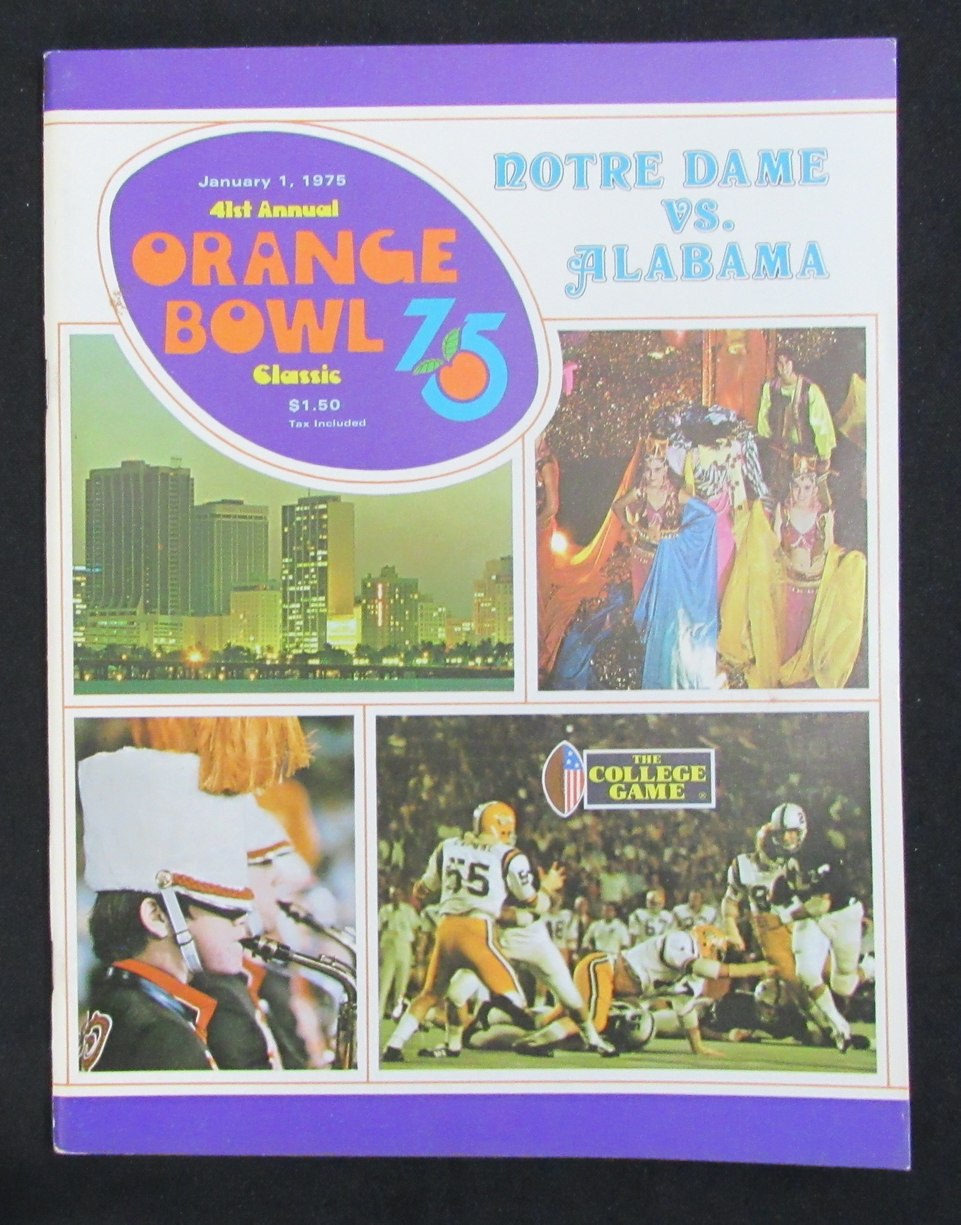 January 1, 1975
41st Annual
ORANGE
BOWL 75
Classic
$1.50
Tax Included
NOTRE DAME
VS.
ALABAMA
THE
COLLEGE
GAME
55